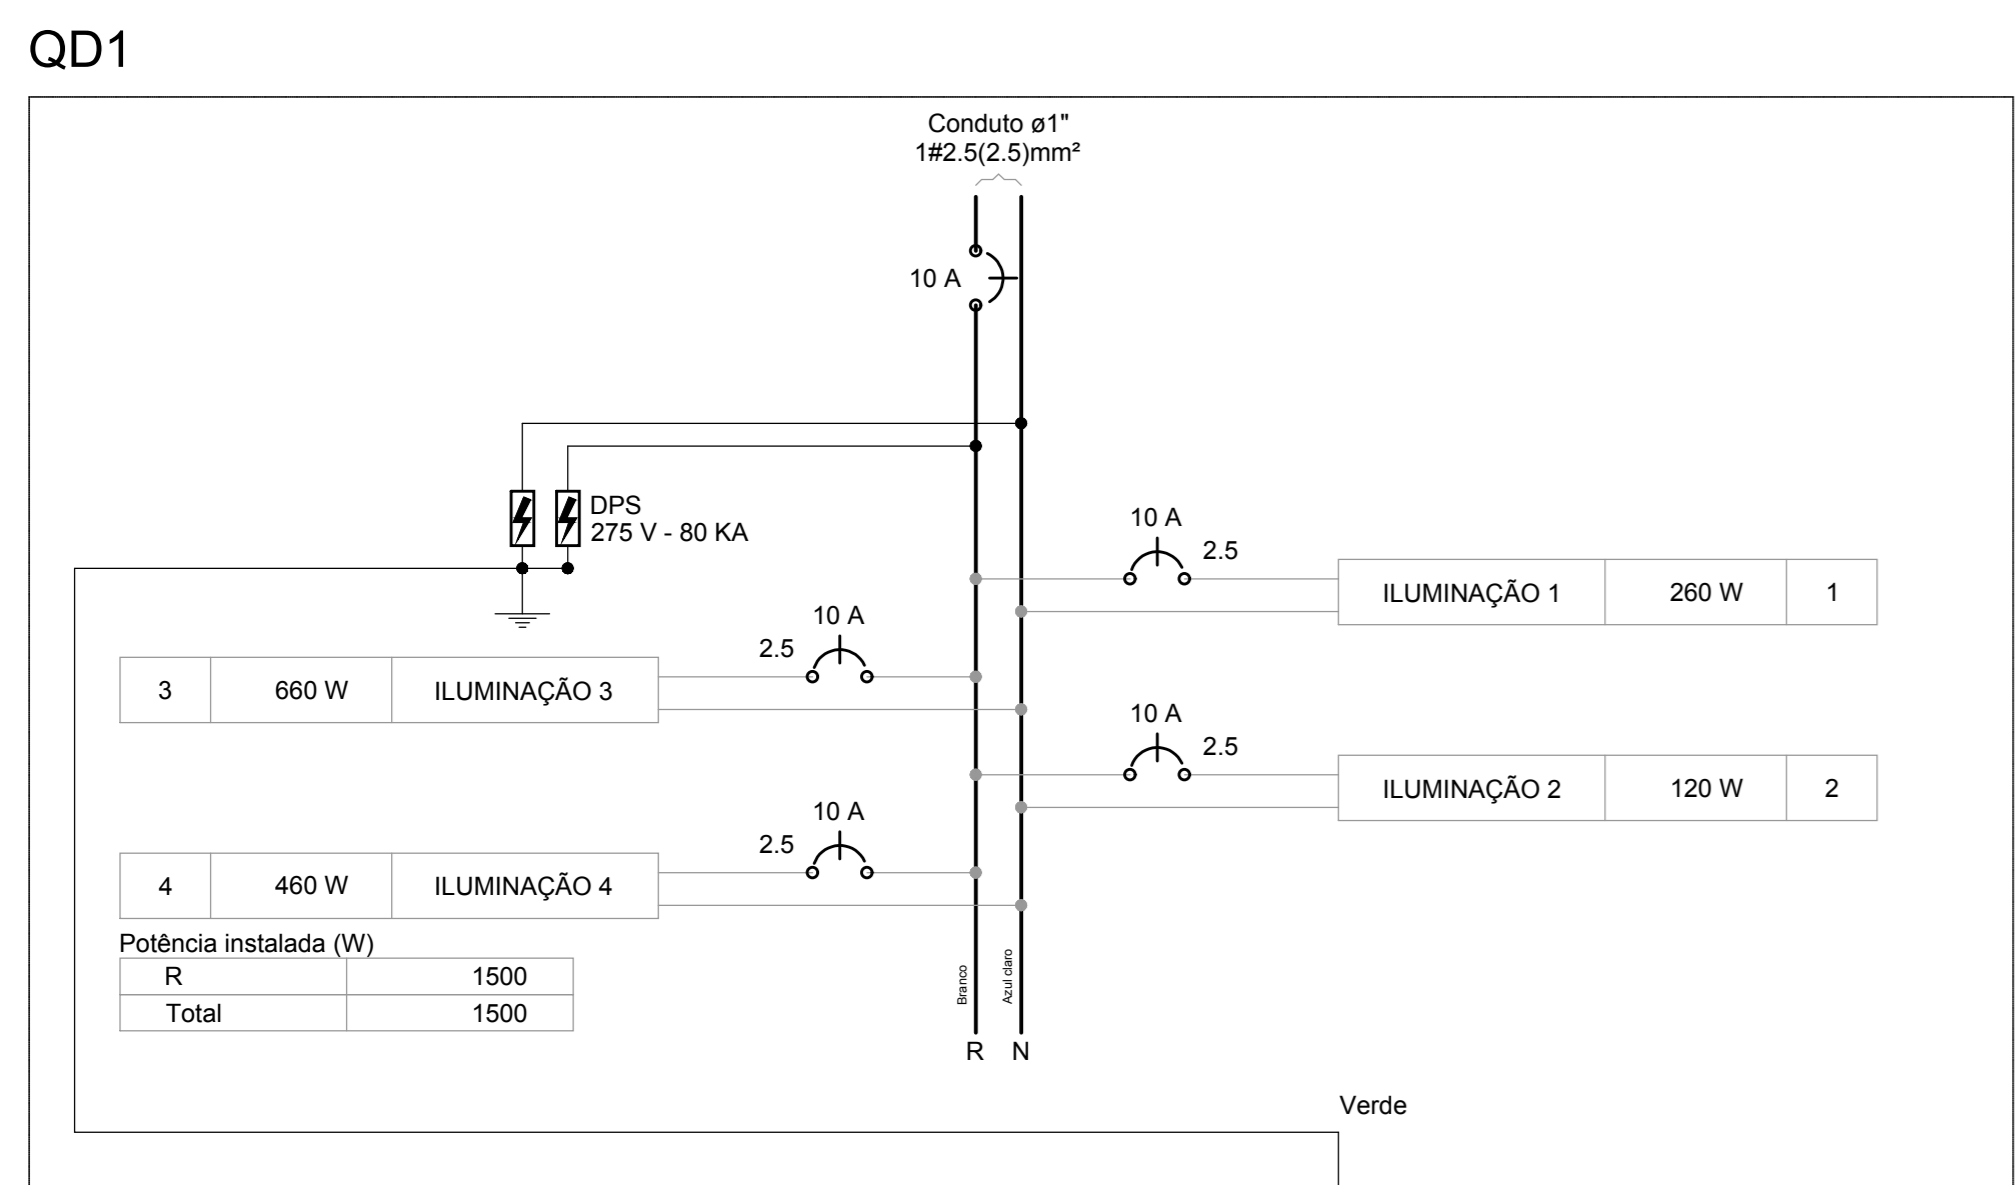 QD1
Conduto ø1"
1#2.5(2.5)mm²
10 A
DPS
275 V - 80 KA
10 A
2.5
ILUMINAÇÃO 1 260 W 1
10 A
2.5
3 660 W ILUMINAÇÃO 3
10 A
2.5
ILUMINAÇÃO 2 120 W 2
10 A
2.5
4 460 W ILUMINAÇÃO 4
Potência instalada (W)
R 1500
Total 1500
Branco
Azul claro
R N
Verde